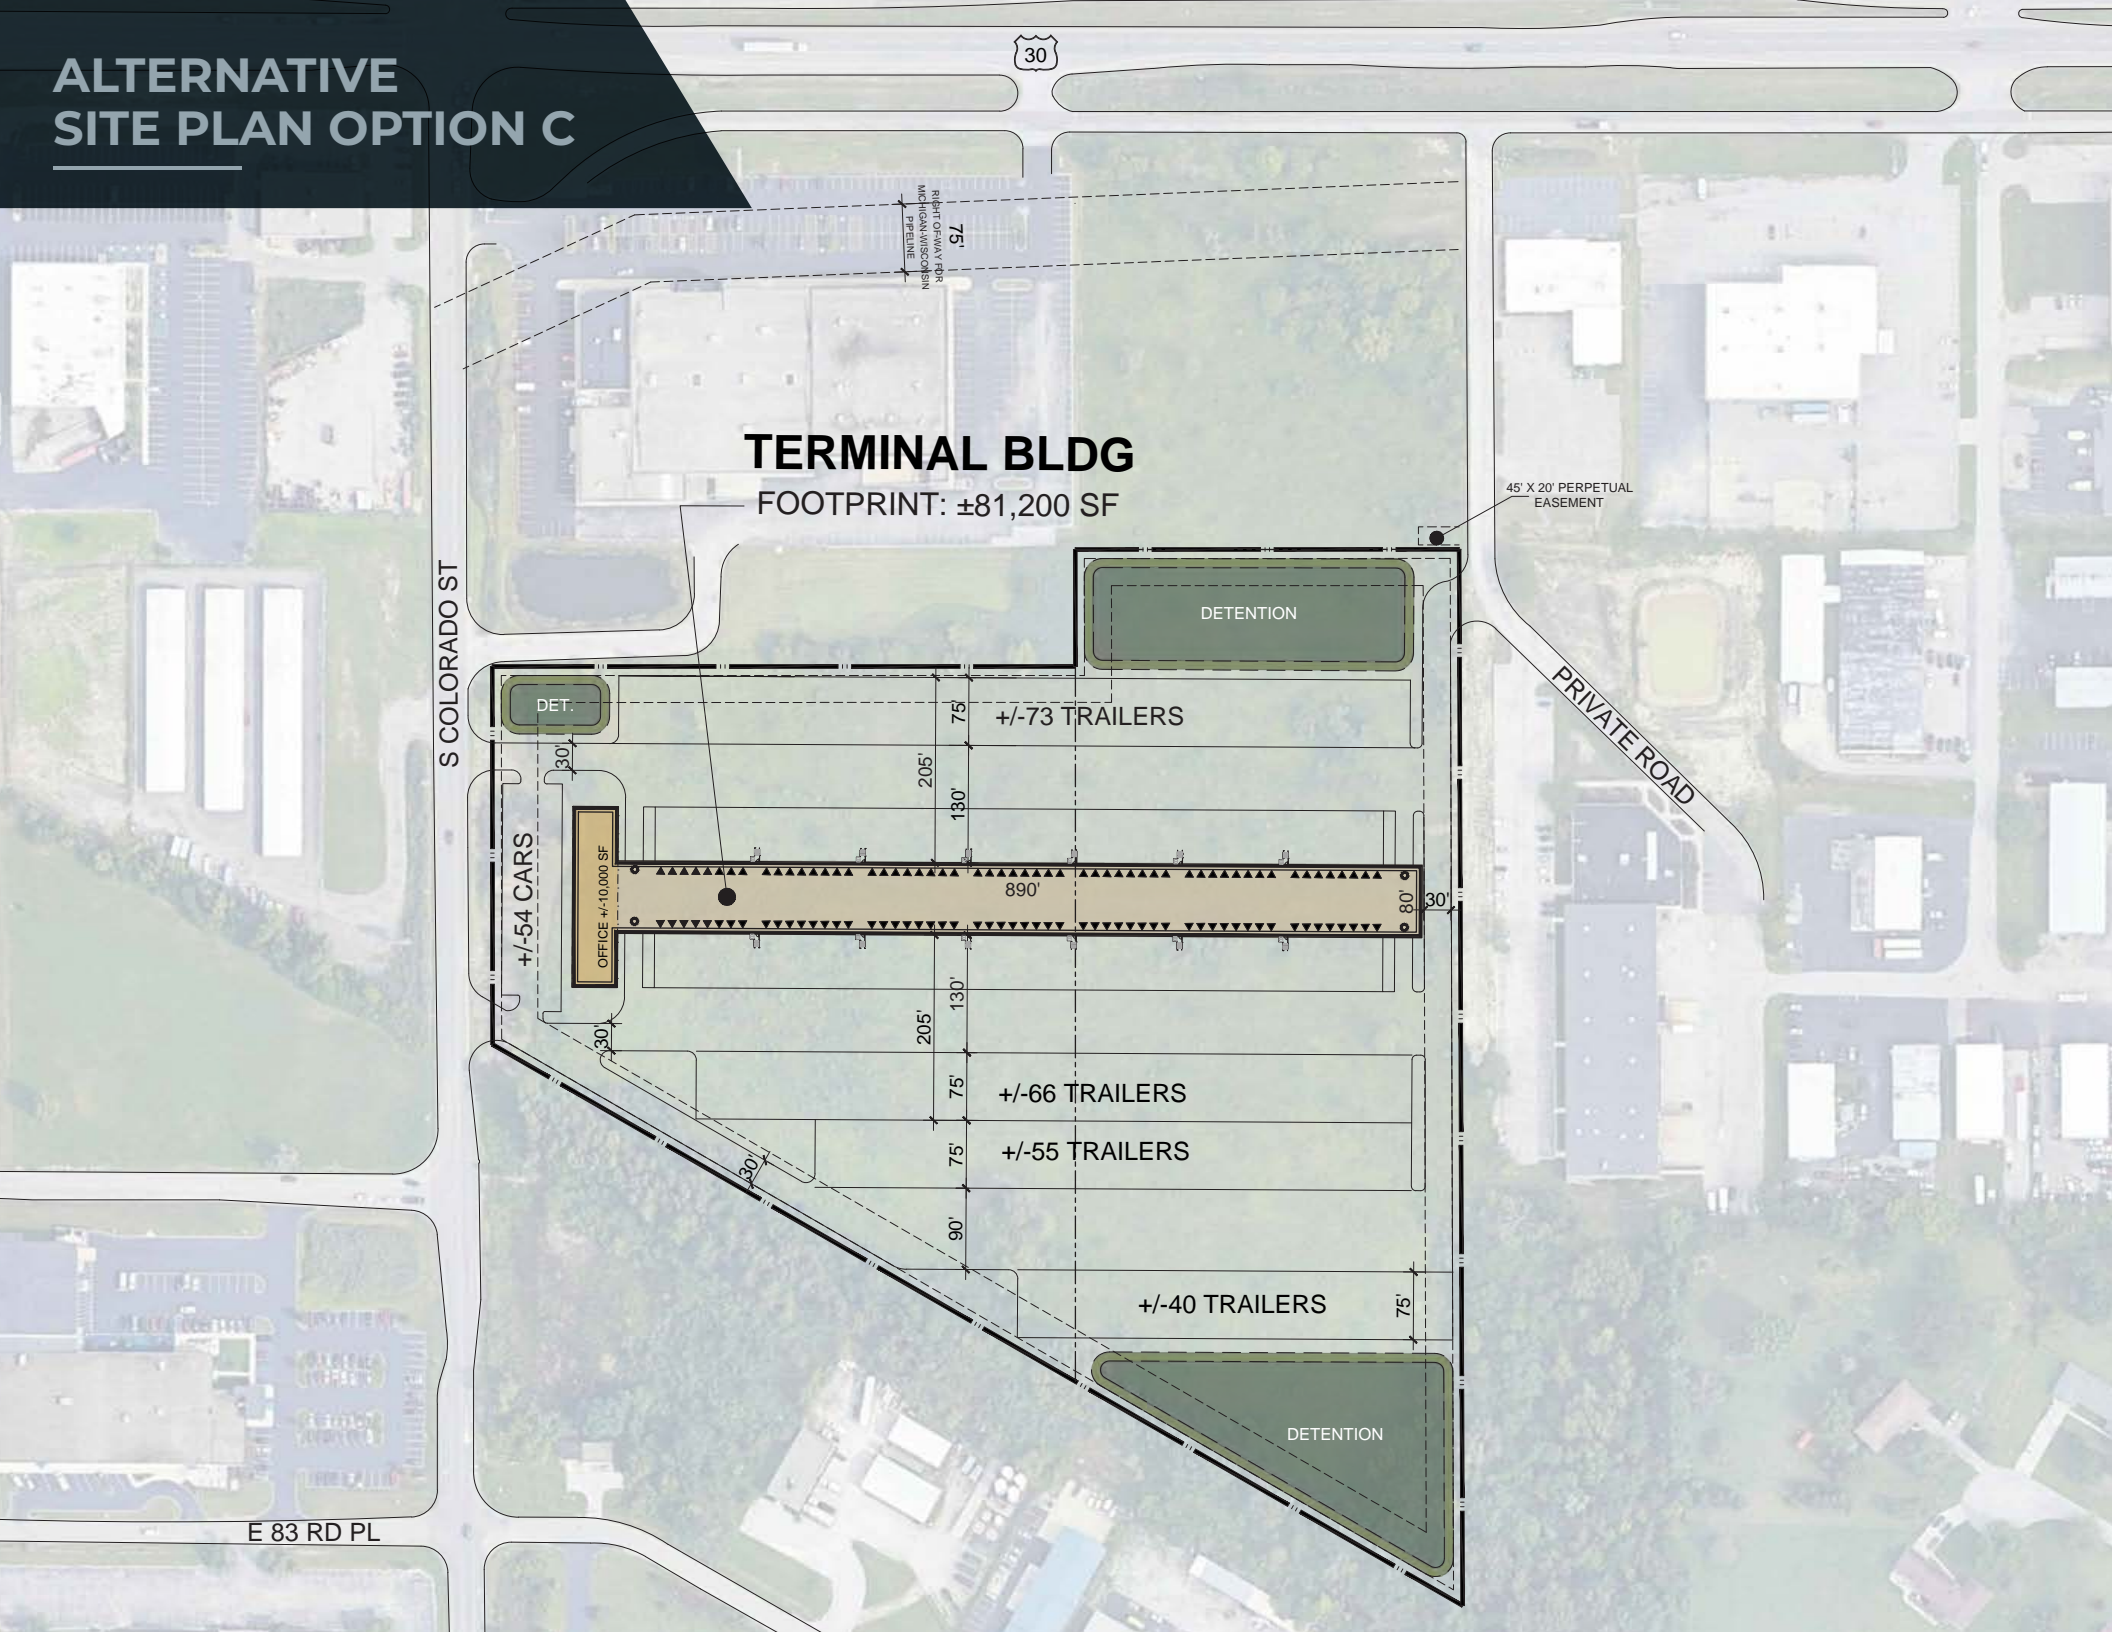 ALTERNATIVE
SITE PLAN OPTION C
30
75'
RIGHT OF-WAY FOR
MICHIGAN-WISCONSIN
PIPELINE
TERMINAL BLDG
FOOTPRINT: ±81,200 SF
45' X 20' PERPETUAL
EASEMENT
S COLORADO ST
DETENTION
PRIVATE ROAD
DET.
75'
+/-73 TRAILERS
30'
205'
130'
+/-54 CARS
OFFICE +/-10,000 SF
890'
80'
30'
130'
205'
30'
75'
+/-66 TRAILERS
75'
+/-55 TRAILERS
30'
90'
+/-40 TRAILERS
75'
DETENTION
E 83 RD PL